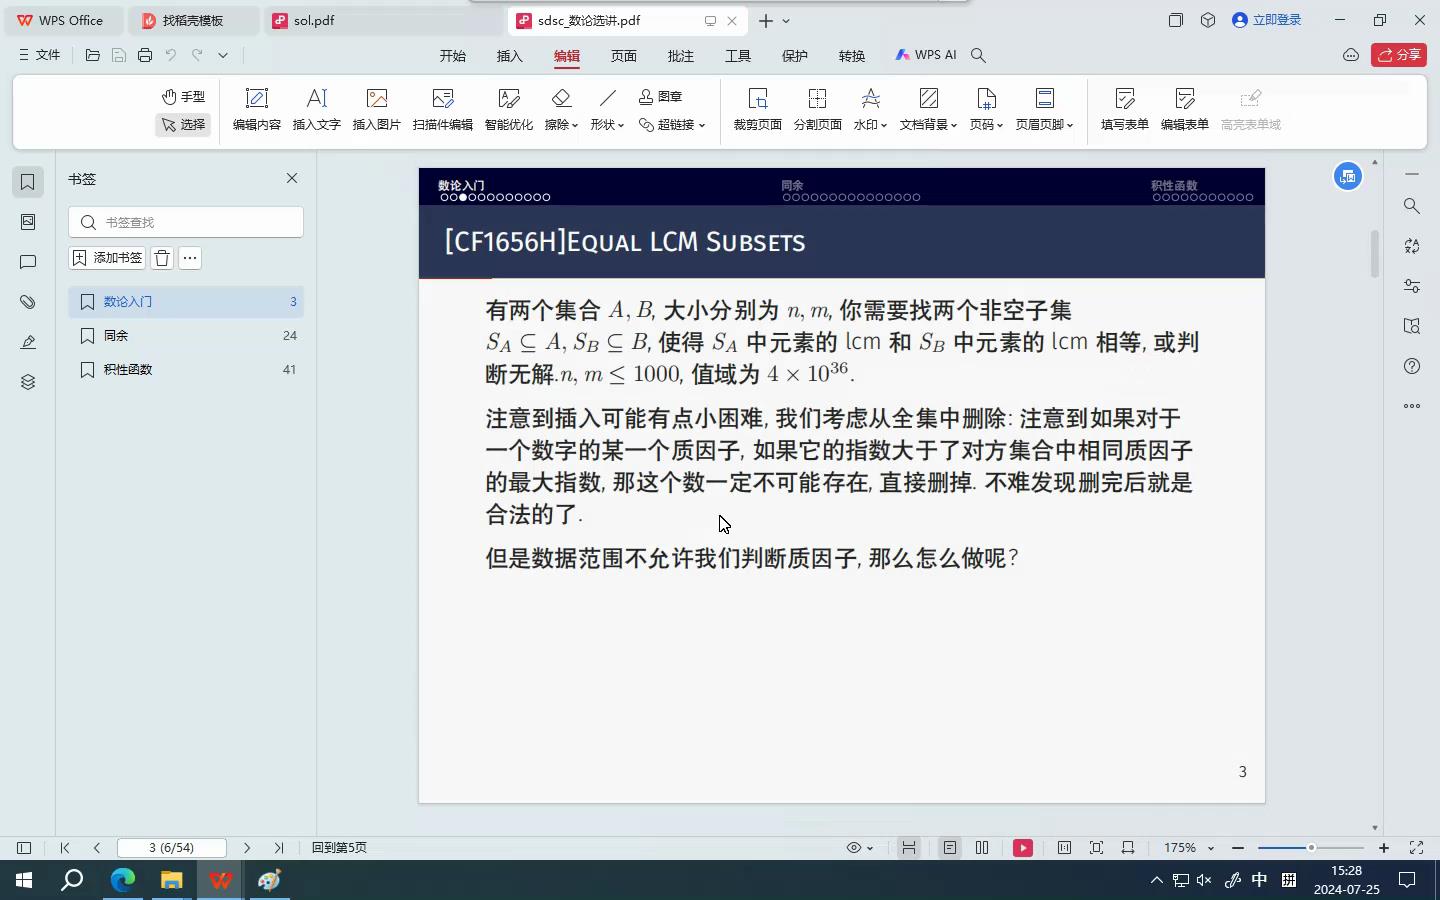 WPS Office
找稻壳模板
sol.pdf
sdsc_数论选讲.pdf
立即登录
文件
开始
插入
编辑
页面
批注
工具
保护
转换
WPS AI
分享
手型
选择
编辑内容
插入文字
插入图片
扫描件编辑
智能优化
擦除
形状
图章
超链接
裁剪页面
分割页面
水印
文档背景
页码
页眉页脚
填写表单
编辑表单
高亮表单域
书签
书签查找
添加书签
数论入门 3
同余 24
积性函数 41
数论入门 同余 积性函数
[CF1656H]Equal LCM Subsets
有两个集合 A, B, 大小分别为 n, m, 你需要找两个非空子集
S_A ⊆ A, S_B ⊆ B, 使得 S_A 中元素的 lcm 和 S_B 中元素的 lcm 相等, 或判
断无解.n, m ≤ 1000, 值域为 4 × 10^36.
注意到插入可能有点小困难, 我们考虑从全集中删除: 注意到如果对于
一个数字的某一个质因子, 如果它的指数大于了对方集合中相同质因子
的最大指数, 那这个数一定不可能存在, 直接删掉. 不难发现删完后就是
合法的了.
但是数据范围不允许我们判断质因子, 那么怎么做呢?
3
3 (6/54)
回到第5页
175%
中
拼
15:28
2024-07-25